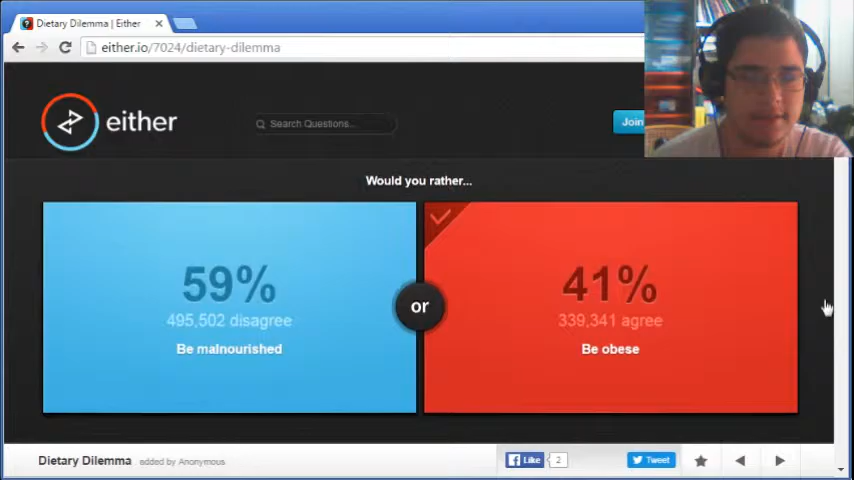 Dietary Dilemma | Either
either.io/7024/dietary-dilemma
either
Search Questions...
Join
Would you rather...
59%
495,502 disagree
Be malnourished
or
41%
339,341 agree
Be obese
Dietary Dilemma . added by Anonymous
Like 2
Tweet